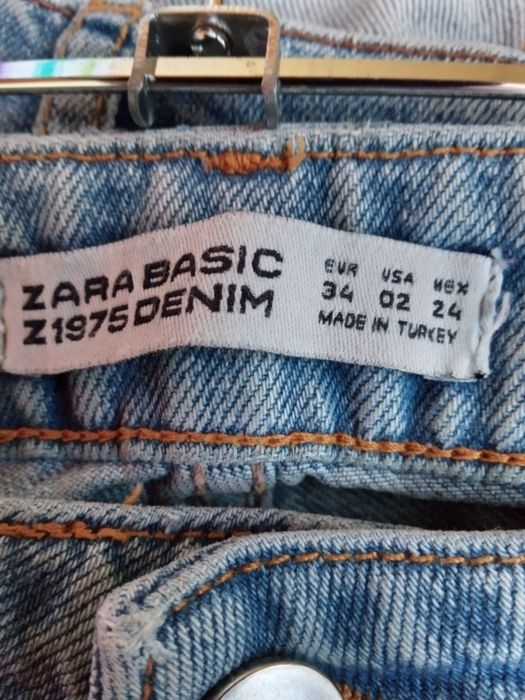 ZARA BASIC
Z1975 DENIM
EUR USA MEX
34 02 24
MADE IN TURKEY